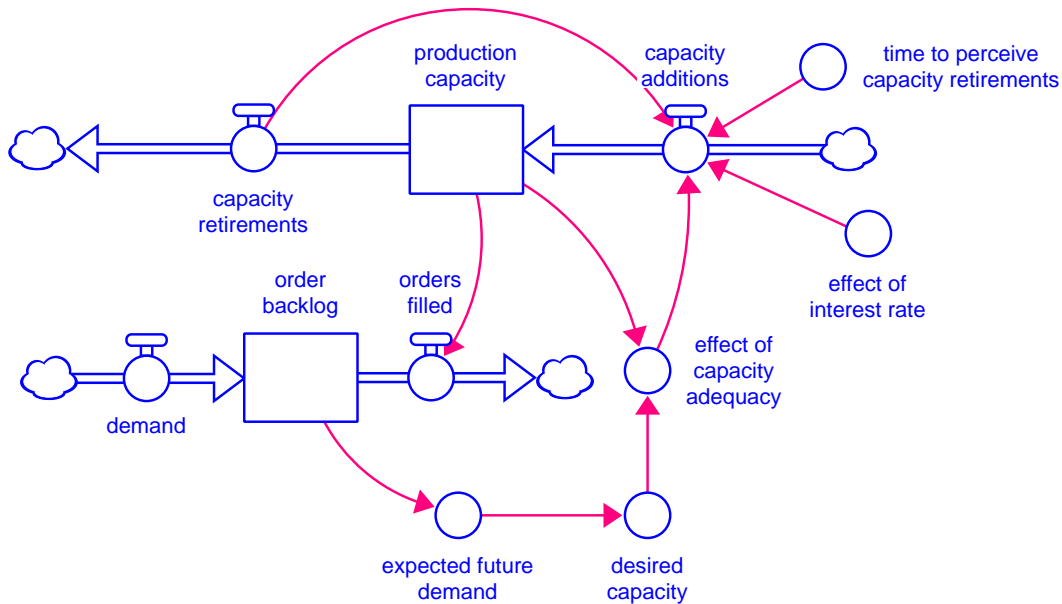 production
capacity
capacity
additions
time to perceive
capacity retirements
capacity
retirements
order
backlog
orders
filled
effect of
interest rate
effect of
capacity
adequacy
demand
expected future
demand
desired
capacity